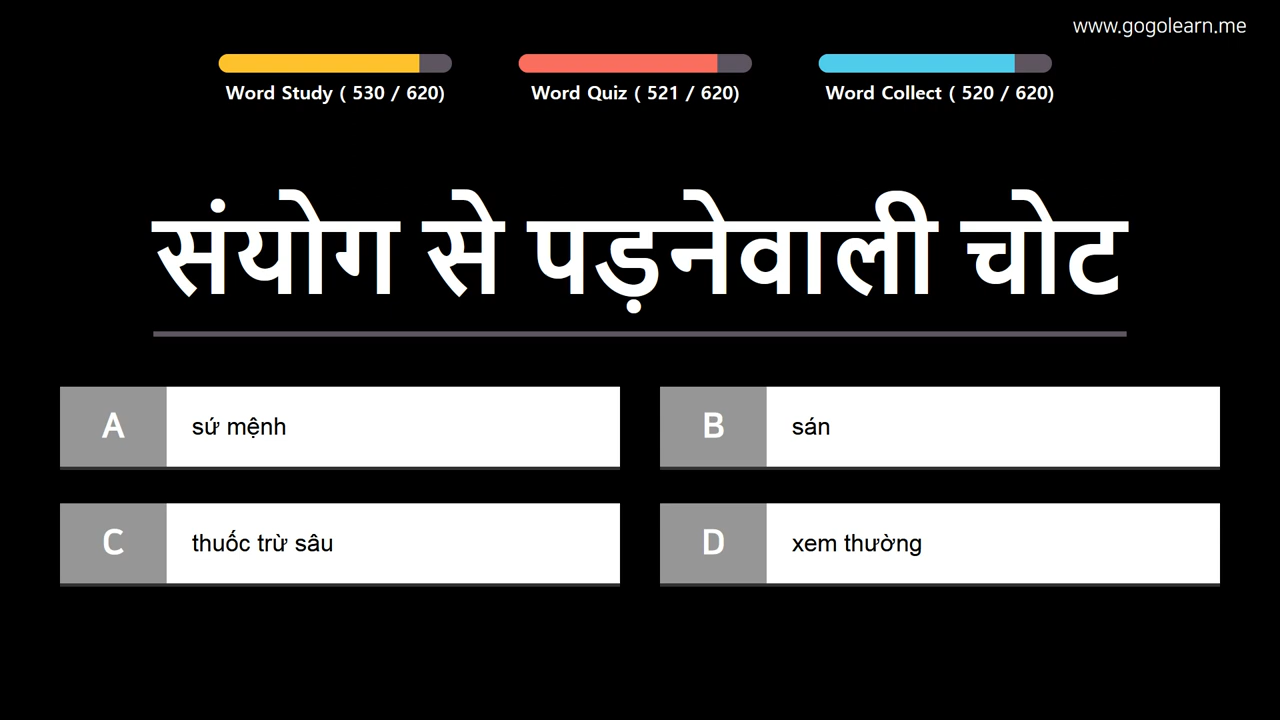 www.gogolearn.me
Word Study ( 530 / 620)
Word Quiz ( 521 / 620)
Word Collect ( 520 / 620)
संयोग से पड़नेवाली चोट
A sứ mệnh
B sán
C thuốc trừ sâu
D xem thường